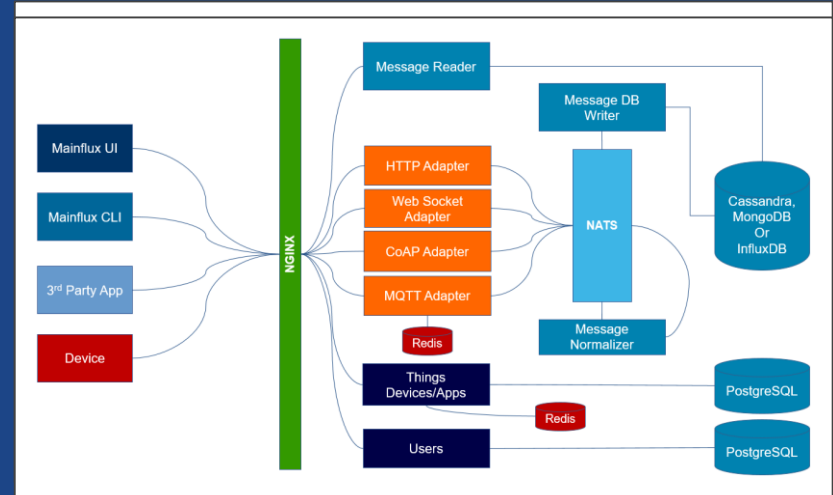 Message Reader
Message DB
Writer
Mainflux UI
HTTP Adapter
Web Socket
Adapter
Mainflux CLI
NGINX
NATS
Cassandra,
MongoDB
Or
InfluxDB
CoAP Adapter
3rd Party App
MQTT Adapter
Redis
Message
Normalizer
Device
Things
Devices/Apps
PostgreSQL
Redis
Users
PostgreSQL